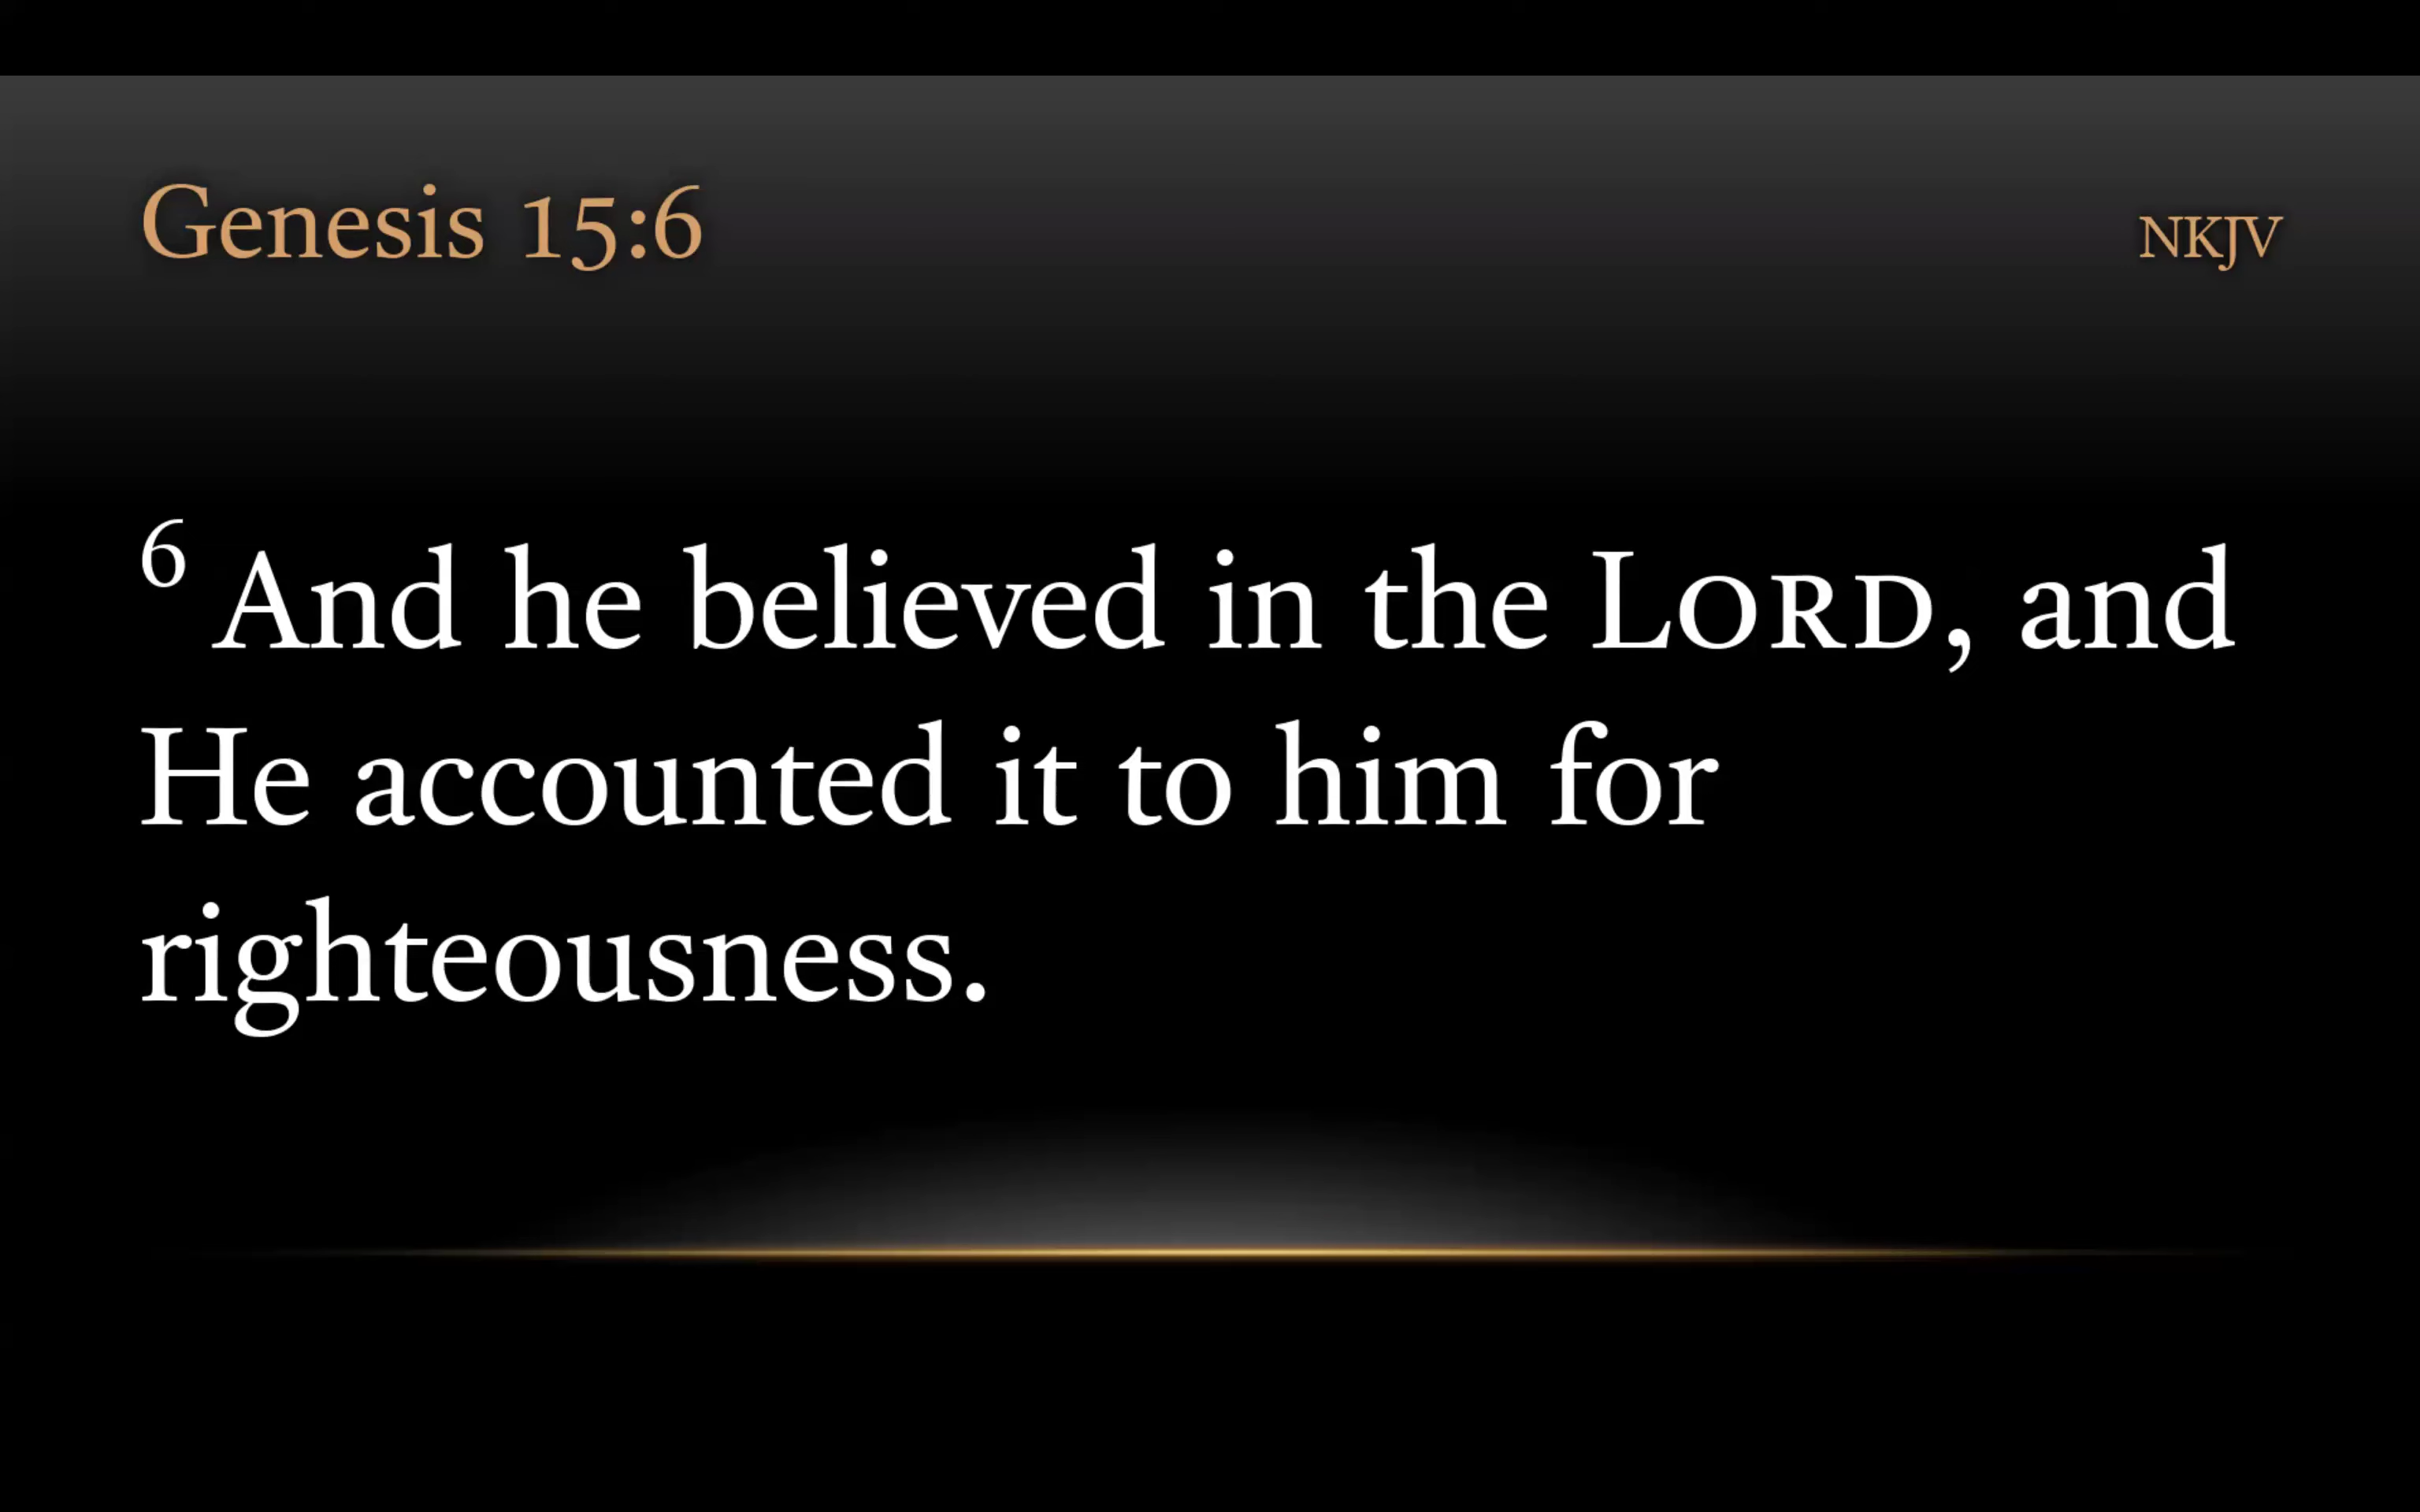 Genesis 15:6
NKJV
6 And he believed in the LORD, and
He accounted it to him for
righteousness.